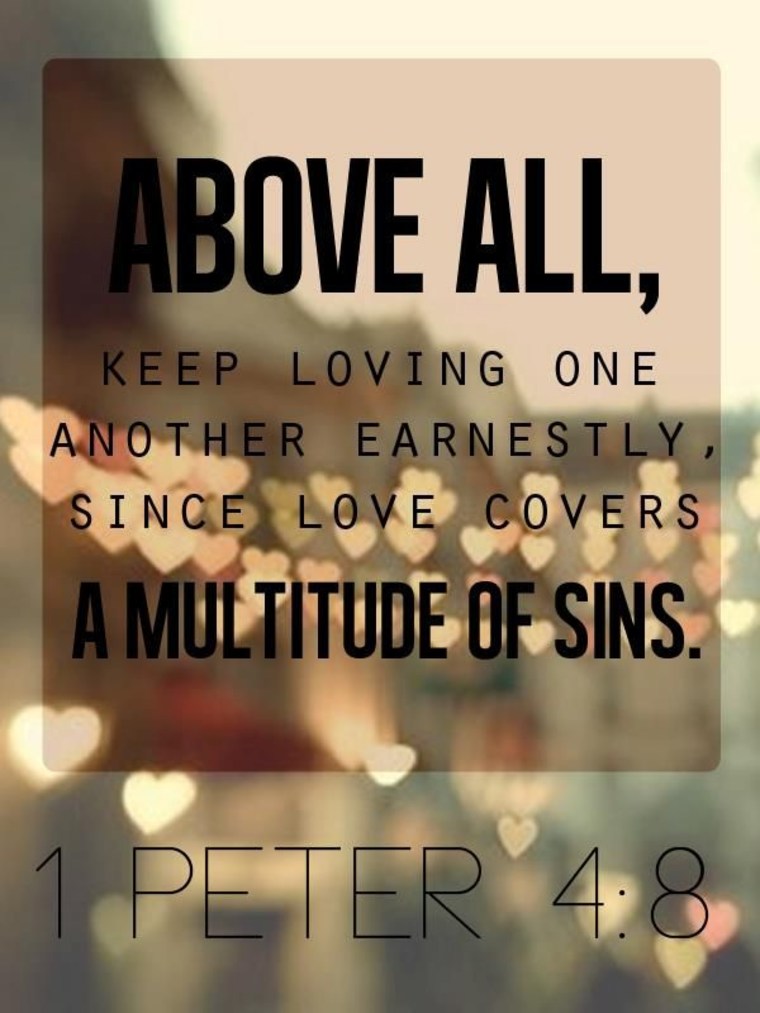 ABOVE ALL,
KEEP LOVING ONE
ANOTHER EARNESTLY,
SINCE LOVE COVERS
A MULTITUDE OF SINS.
1 PETER 4:8